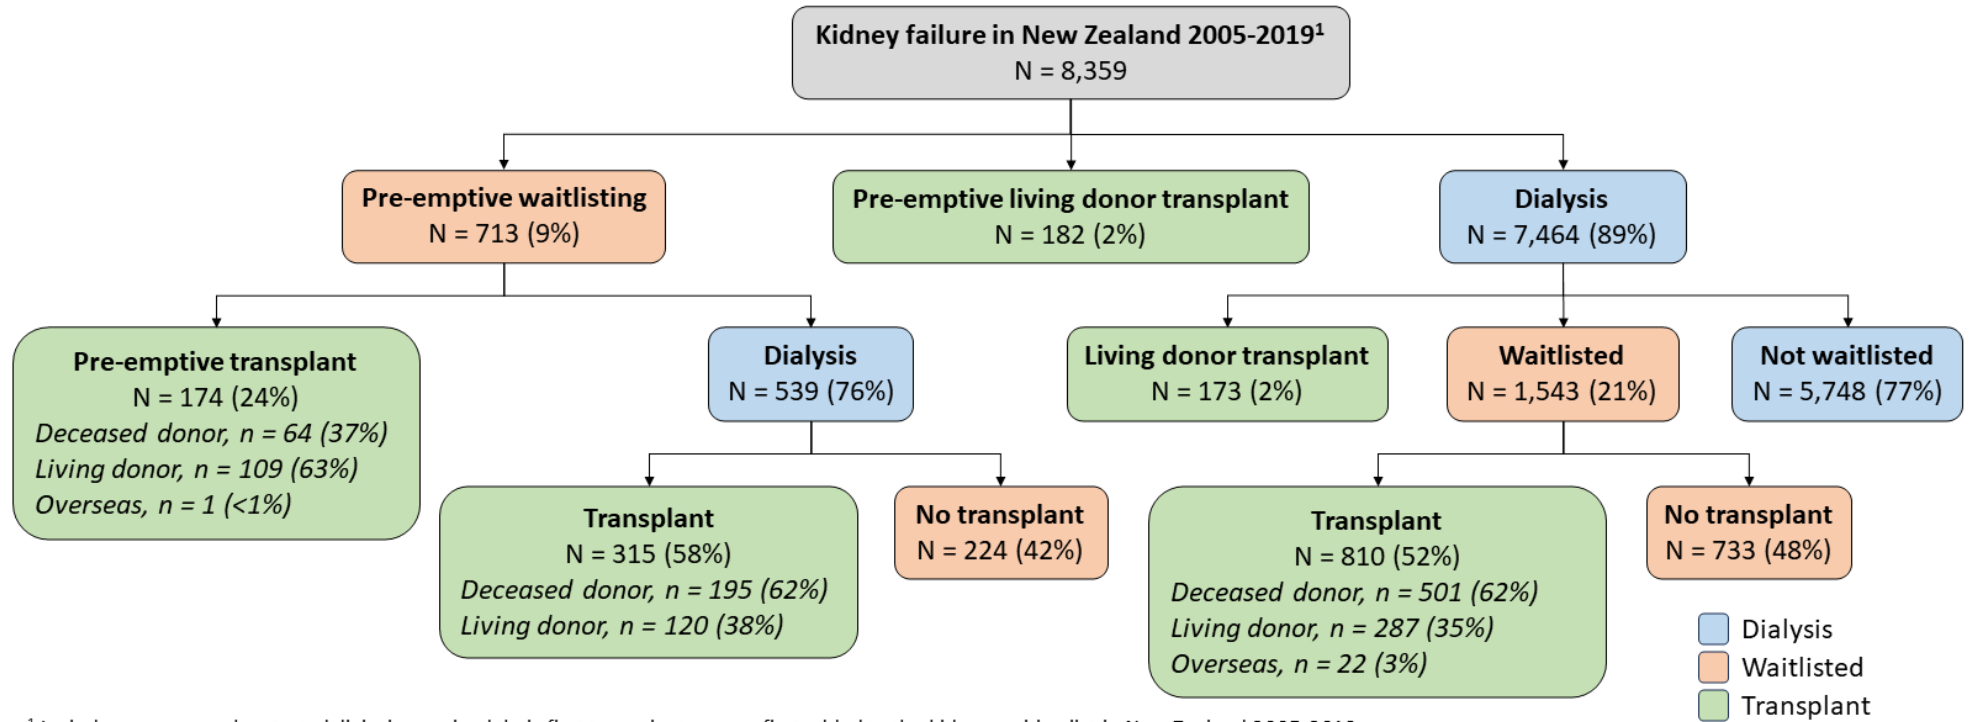 Kidney failure in New Zealand 2005-2019¹
N = 8,359
Pre-emptive waitlisting
N = 713 (9%)
Pre-emptive living donor transplant
N = 182 (2%)
Dialysis
N = 7,464 (89%)
Pre-emptive transplant
N = 174 (24%)
Deceased donor, n = 64 (37%)
Living donor, n = 109 (63%)
Overseas, n = 1 (<1%)
Dialysis
N = 539 (76%)
Living donor transplant
N = 173 (2%)
Waitlisted
N = 1,543 (21%)
Not waitlisted
N = 5,748 (77%)
Transplant
N = 315 (58%)
Deceased donor, n = 195 (62%)
Living donor, n = 120 (38%)
No transplant
N = 224 (42%)
Transplant
N = 810 (52%)
Deceased donor, n = 501 (62%)
Living donor, n = 287 (35%)
Overseas, n = 22 (3%)
No transplant
N = 733 (48%)
Dialysis
Waitlisted
Transplant